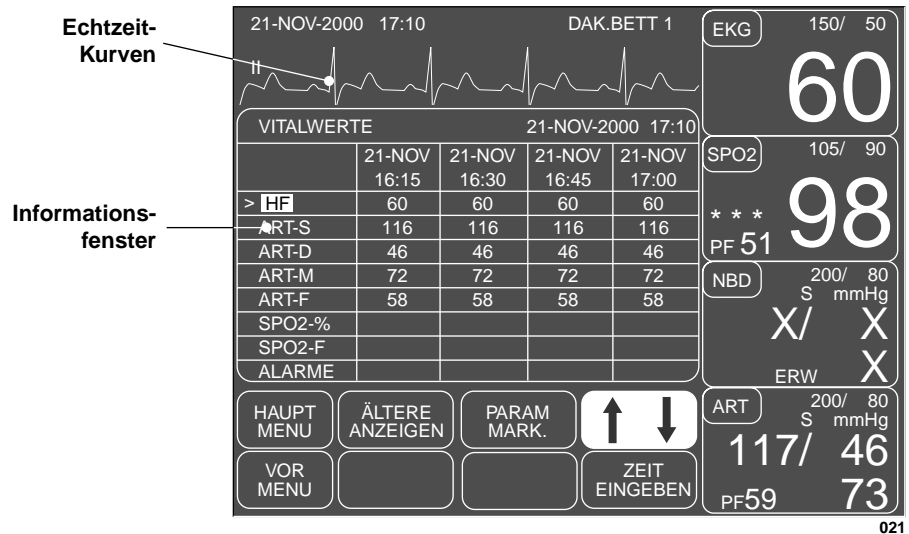 Echtzeit-
Kurven
Informations-
fenster
21-NOV-2000 17:10 DAK.BETT 1
II
VITALWERTE 21-NOV-2000 17:10
21-NOV 21-NOV 21-NOV 21-NOV
16:15 16:30 16:45 17:00
> HF 60 60 60 60
ART-S 116 116 116 116
ART-D 46 46 46 46
ART-M 72 72 72 72
ART-F 58 58 58 58
SPO2-%
SPO2-F
ALARME
HAUPT
MENU
ÄLTERE
ANZEIGEN
PARAM
MARK.
VOR
MENU
ZEIT
EINGEBEN
EKG 150/ 50
60
SPO2 105/ 90
* * * 98
PF 51
NBD 200/ 80
S mmHg
X/ X
ERW X
ART 200/ 80
S mmHg
117/ 46
PF59 73
021